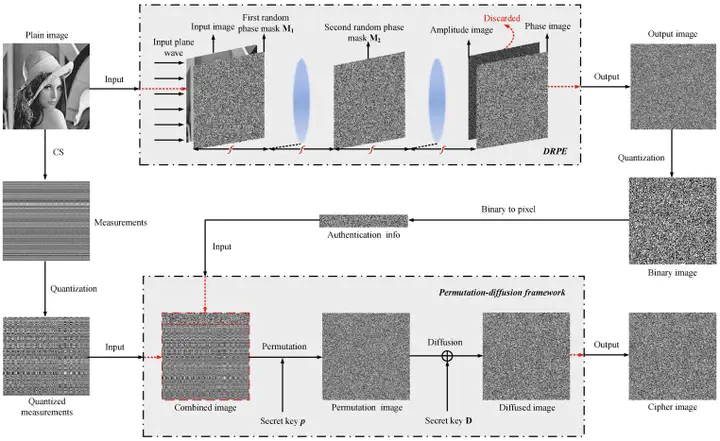 Plain image
Input
Input plane
wave
Input image
First random
phase mask M₁
Second random phase
mask M₂
Amplitude image
Discarded
Phase image
f
f
f
f
DRPE
Output
Output image
CS
Quantization
Measurements
Binary to pixel
Authentication info
Input
Binary image
Quantization
Permutation-diffusion framework
Input
Permutation
Diffusion
Output
Quantized
measurements
Combined image
Secret key p
Permutation image
Secret key D
Diffused image
Cipher image